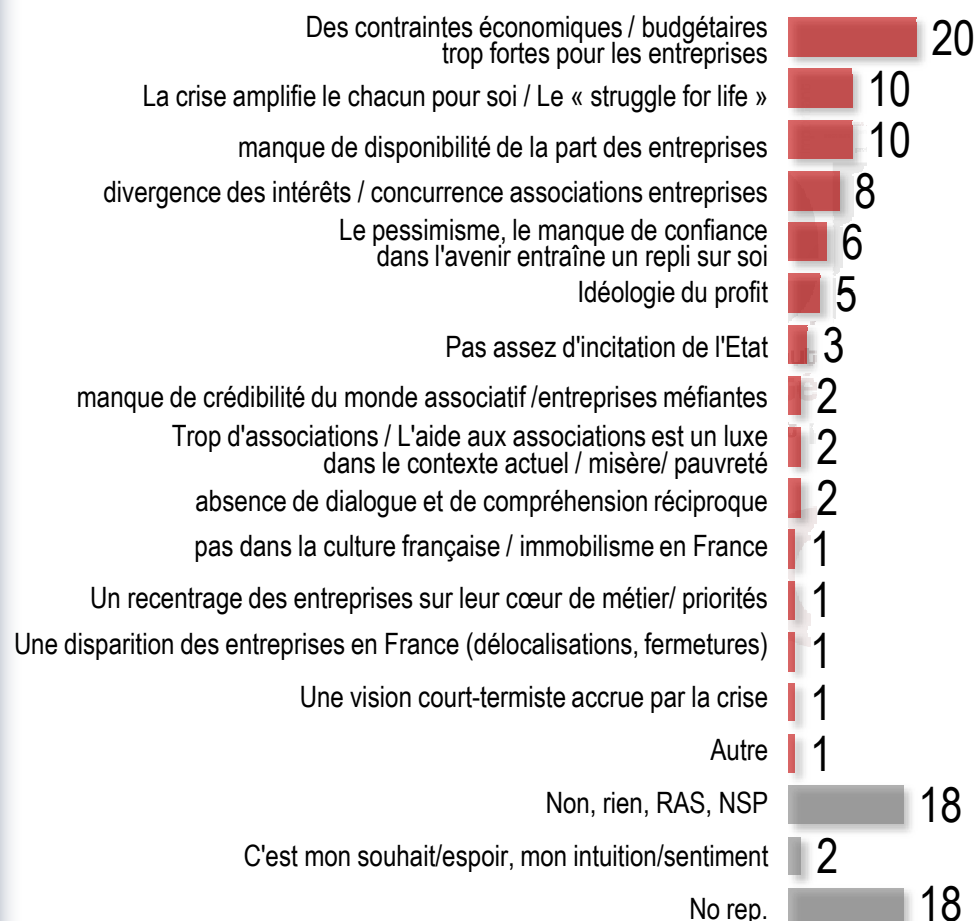 Des contraintes économiques / budgétaires
trop fortes pour les entreprises
20
La crise amplifie le chacun pour soi / Le « struggle for life »
10
manque de disponibilité de la part des entreprises
10
divergence des intérêts / concurrence associations entreprises
8
Le pessimisme, le manque de confiance
dans l'avenir entraîne un repli sur soi
6
Idéologie du profit
5
Pas assez d'incitation de l'Etat
3
manque de crédibilité du monde associatif /entreprises méfiantes
2
Trop d'associations / L'aide aux associations est un luxe
dans le contexte actuel / misère/ pauvreté
2
absence de dialogue et de compréhension réciproque
2
pas dans la culture française / immobilisme en France
1
Un recentrage des entreprises sur leur cœur de métier/ priorités
1
Une disparition des entreprises en France (délocalisations, fermetures)
1
Une vision court-termiste accrue par la crise
1
Autre
1
Non, rien, RAS, NSP
18
C'est mon souhait/espoir, mon intuition/sentiment
2
No rep.
18